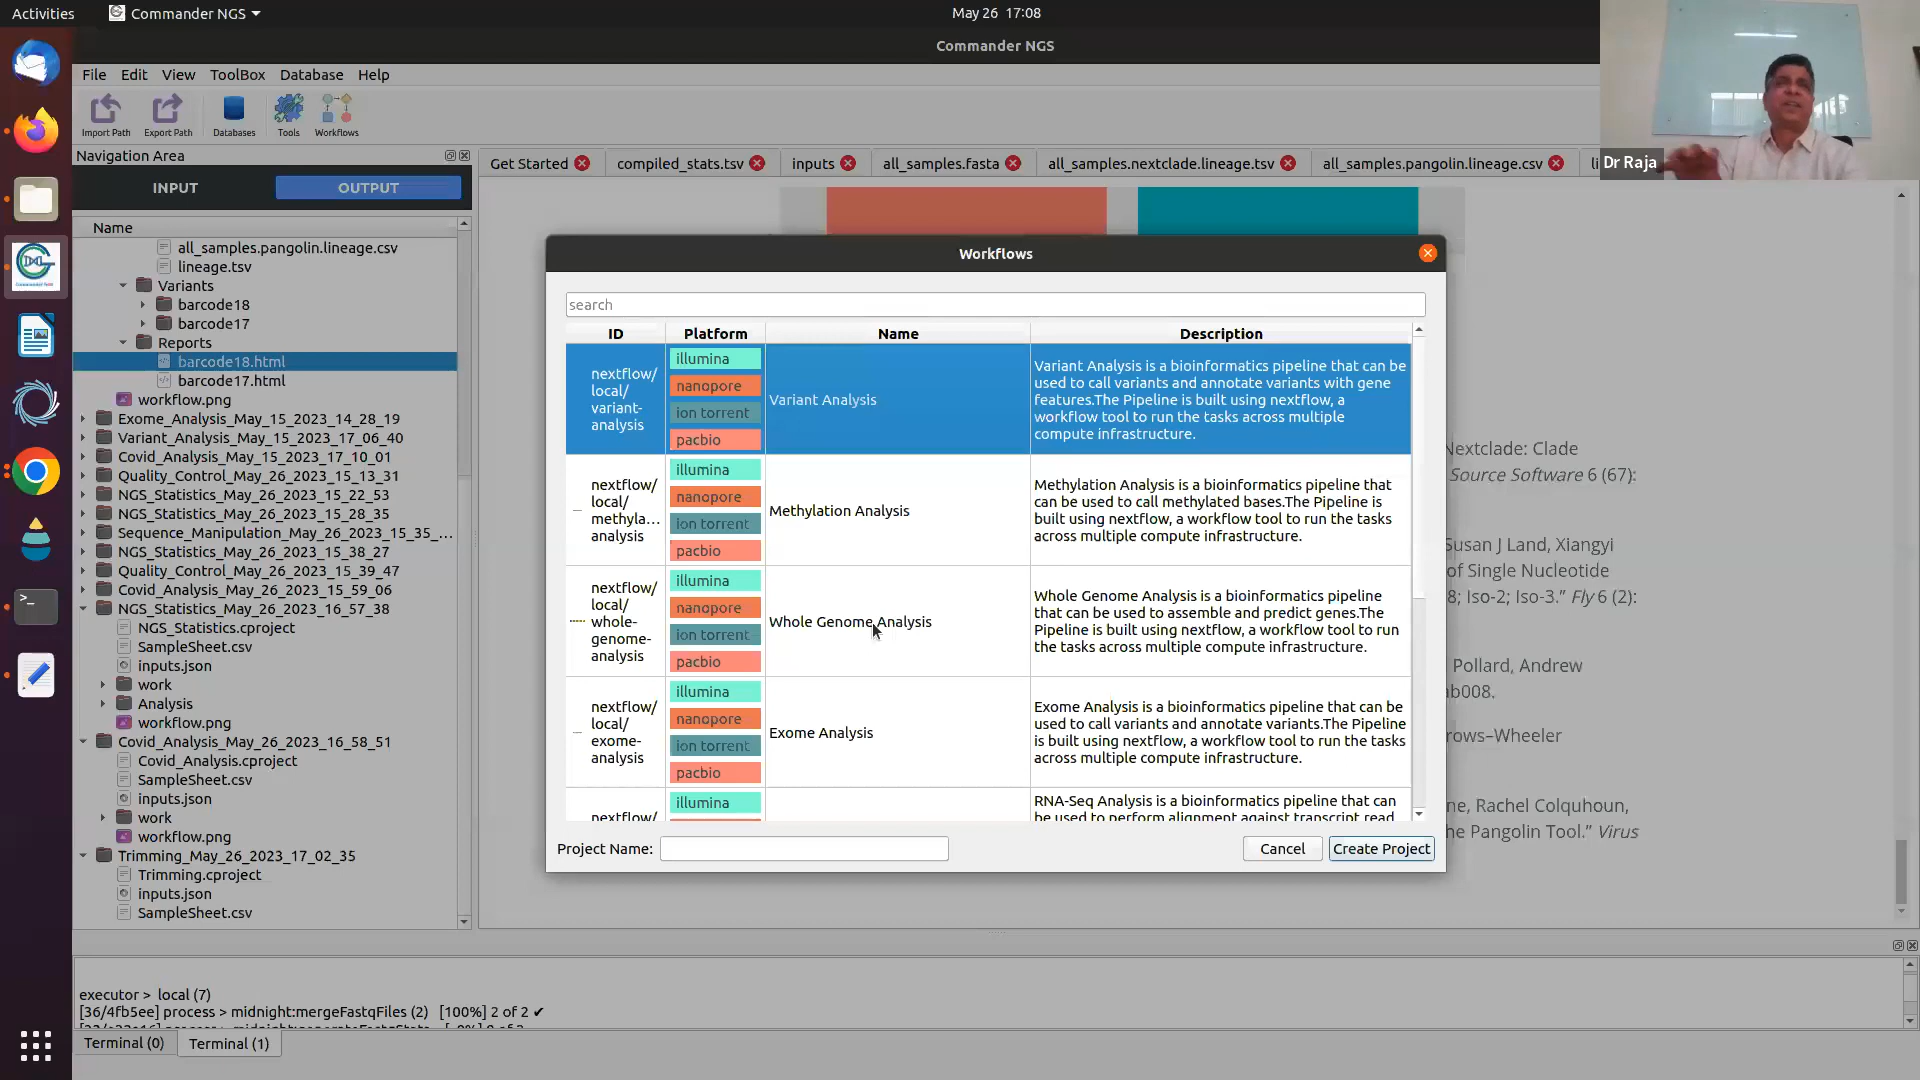 Activities
Commander NGS
May 26 17:08
Commander NGS
File Edit View ToolBox Database Help
Import Path
Export Path
Databases
Tools
Workflows
Dr Raja
Navigation Area
INPUT
OUTPUT
Get Started
compiled_stats.tsv
inputs
all_samples.fasta
all_samples.nextclade.lineage.tsv
all_samples.pangolin.lineage.csv
Name
all_samples.pangolin.lineage.csv
lineage.tsv
Variants
barcode18
barcode17
Reports
barcode18.html
barcode17.html
workflow.png
Exome_Analysis_May_15_2023_14_28_19
Variant_Analysis_May_15_2023_17_06_40
Covid_Analysis_May_15_2023_17_10_01
Quality_Control_May_26_2023_15_13_31
NGS_Statistics_May_26_2023_15_22_53
NGS_Statistics_May_26_2023_15_28_35
Sequence_Manipulation_May_26_2023_15_35_...
NGS_Statistics_May_26_2023_15_38_27
Quality_Control_May_26_2023_15_39_47
Covid_Analysis_May_26_2023_15_59_06
NGS_Statistics_May_26_2023_16_57_38
NGS_Statistics.cproject
SampleSheet.csv
inputs.json
work
Analysis
workflow.png
Covid_Analysis_May_26_2023_16_58_51
Covid_Analysis.cproject
SampleSheet.csv
inputs.json
work
workflow.png
Trimming_May_26_2023_17_02_35
Trimming.cproject
inputs.json
SampleSheet.csv
Workflows
search
ID
Platform
Name
Description
nextflow/
local/
variant-
analysis
illumina
nanopore
ion torrent
pacbio
Variant Analysis
Variant Analysis is a bioinformatics pipeline that can be
used to call variants and annotate variants with gene
features.The Pipeline is built using nextflow, a
workflow tool to run the tasks across multiple
compute infrastructure.
nextflow/
local/
methyla...
analysis
illumina
nanopore
ion torrent
pacbio
Methylation Analysis
Methylation Analysis is a bioinformatics pipeline that
can be used to call methylated bases.The Pipeline is
built using nextflow, a workflow tool to run the tasks
across multiple compute infrastructure.
nextflow/
local/
whole-
genome-
analysis
illumina
nanopore
ion torrent
pacbio
Whole Genome Analysis
Whole Genome Analysis is a bioinformatics pipeline
that can be used to assemble and predict genes.The
Pipeline is built using nextflow, a workflow tool to run
the tasks across multiple compute infrastructure.
nextflow/
local/
exome-
analysis
illumina
nanopore
ion torrent
pacbio
Exome Analysis
Exome Analysis is a bioinformatics pipeline that can be
used to call variants and annotate variants.The Pipeline
is built using nextflow, a workflow tool to run the tasks
across multiple compute infrastructure.
nextflow/
illumina
RNA-Seq Analysis is a bioinformatics pipeline that can
be used to perform alignment against transcript read
Project Name:
Cancel
Create Project
Nextclade: Clade
Source Software 6 (67):
Susan J Land, Xiangyi
of Single Nucleotide
8; Iso-2; Iso-3.” Fly 6 (2):
Pollard, Andrew
ab008.
rows–Wheeler
ne, Rachel Colquhoun,
he Pangolin Tool.” Virus
executor > local (7)
[36/4fb5ee] process > midnight:mergeFastqFiles (2) [100%] 2 of 2 ✔
Terminal (0)
Terminal (1)